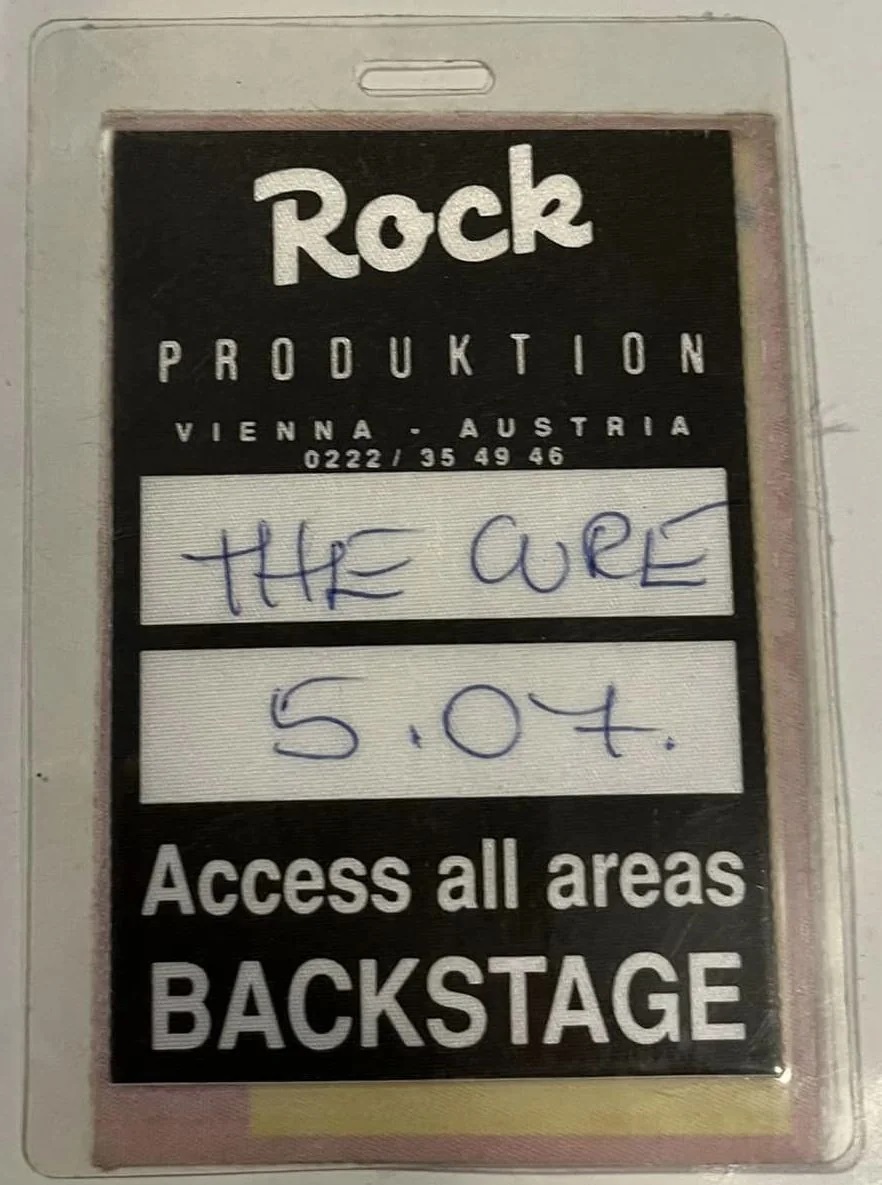 Rock
PRODUKTION
VIENNA - AUSTRIA
0222/ 35 49 46
THE CURE
5.07.
Access all areas
BACKSTAGE